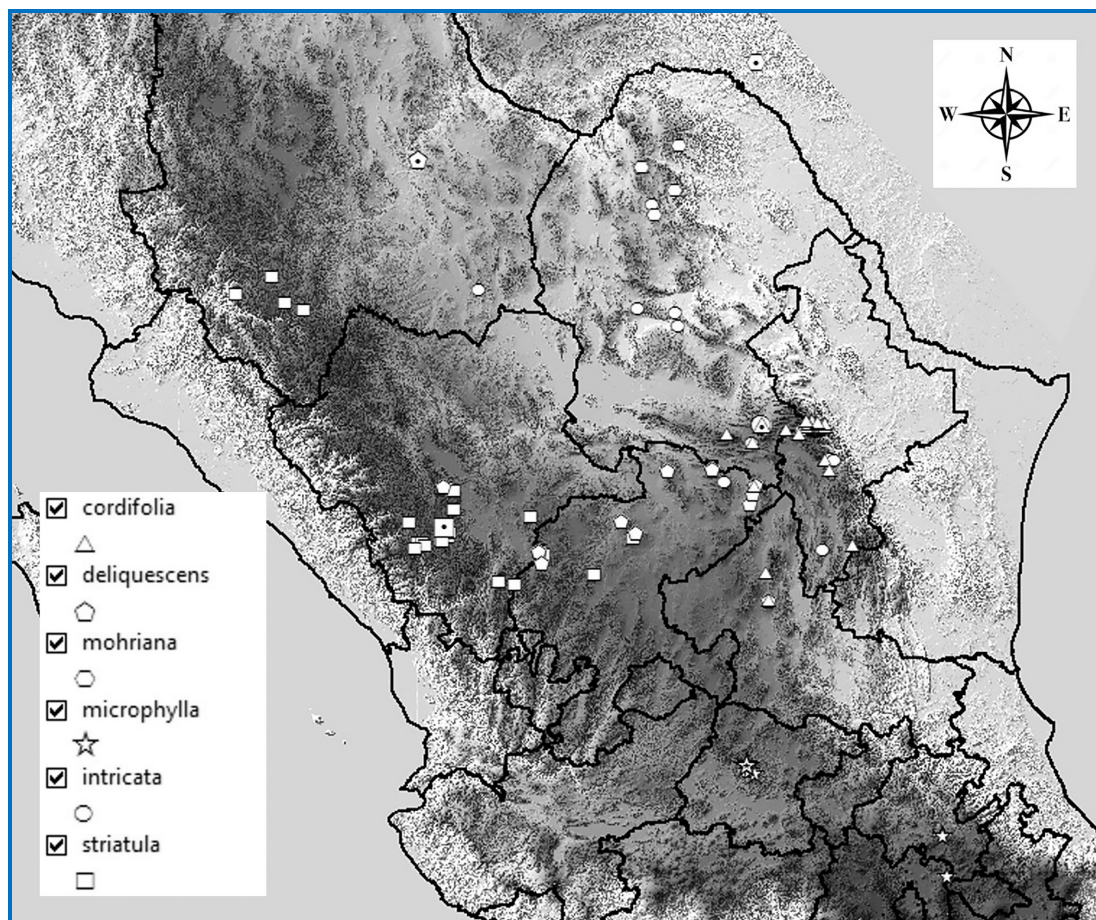 N
W E
S
cordifolia
deliquescens
mohriana
microphylla
intricata
striatula